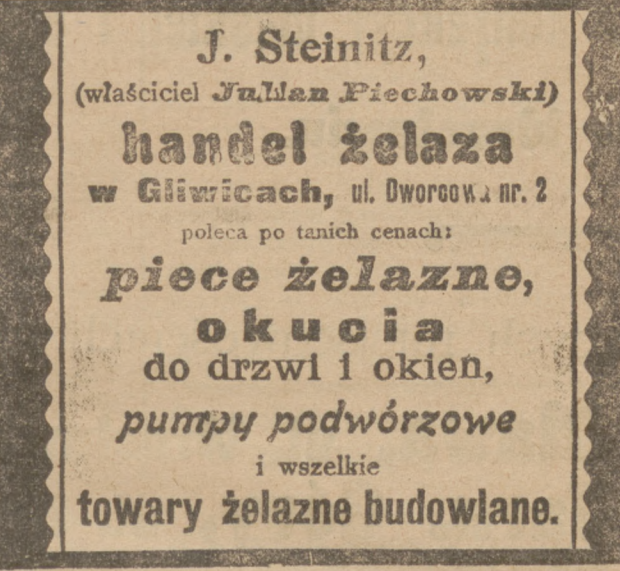 J. Steinitz,
(właściciel Julian Piechowski)
handel żelaza
w Gliwicach, ul. Dworcowa nr. 2
poleca po tanich cenach:
piece żelazne,
okucia
do drzwi i okien,
pumpy podwórzowe
i wszelkie
towary żelazne budowlane.